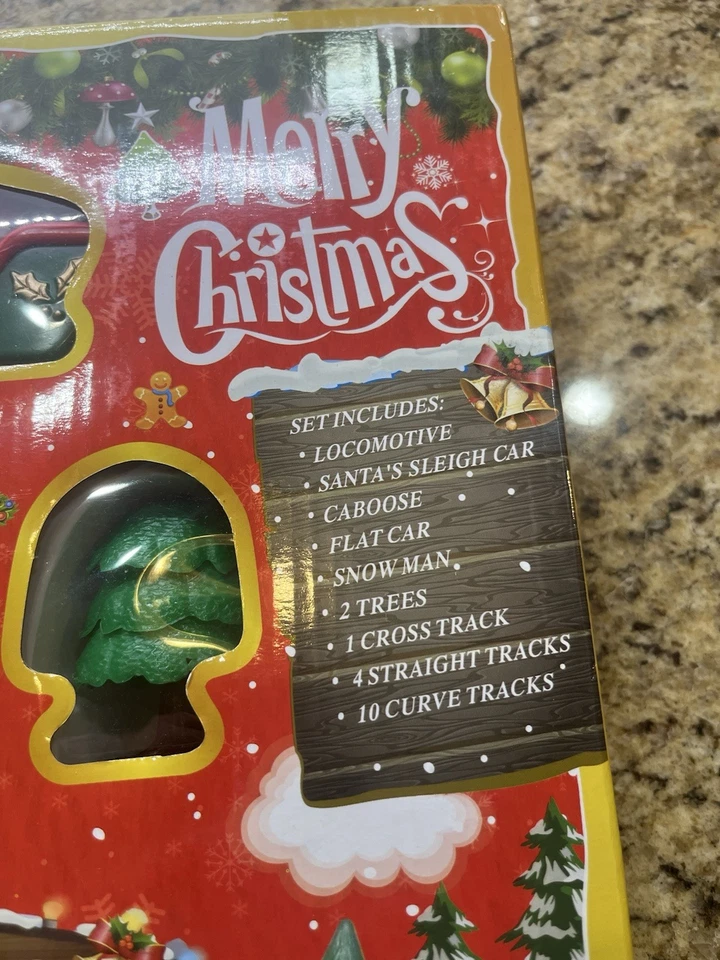 Merry
Christmas
SET INCLUDES:
• LOCOMOTIVE
• SANTA'S SLEIGH CAR
• CABOOSE
• FLAT CAR
• SNOW MAN
• 2 TREES
• 1 CROSS TRACK
• 4 STRAIGHT TRACKS
• 10 CURVE TRACKS